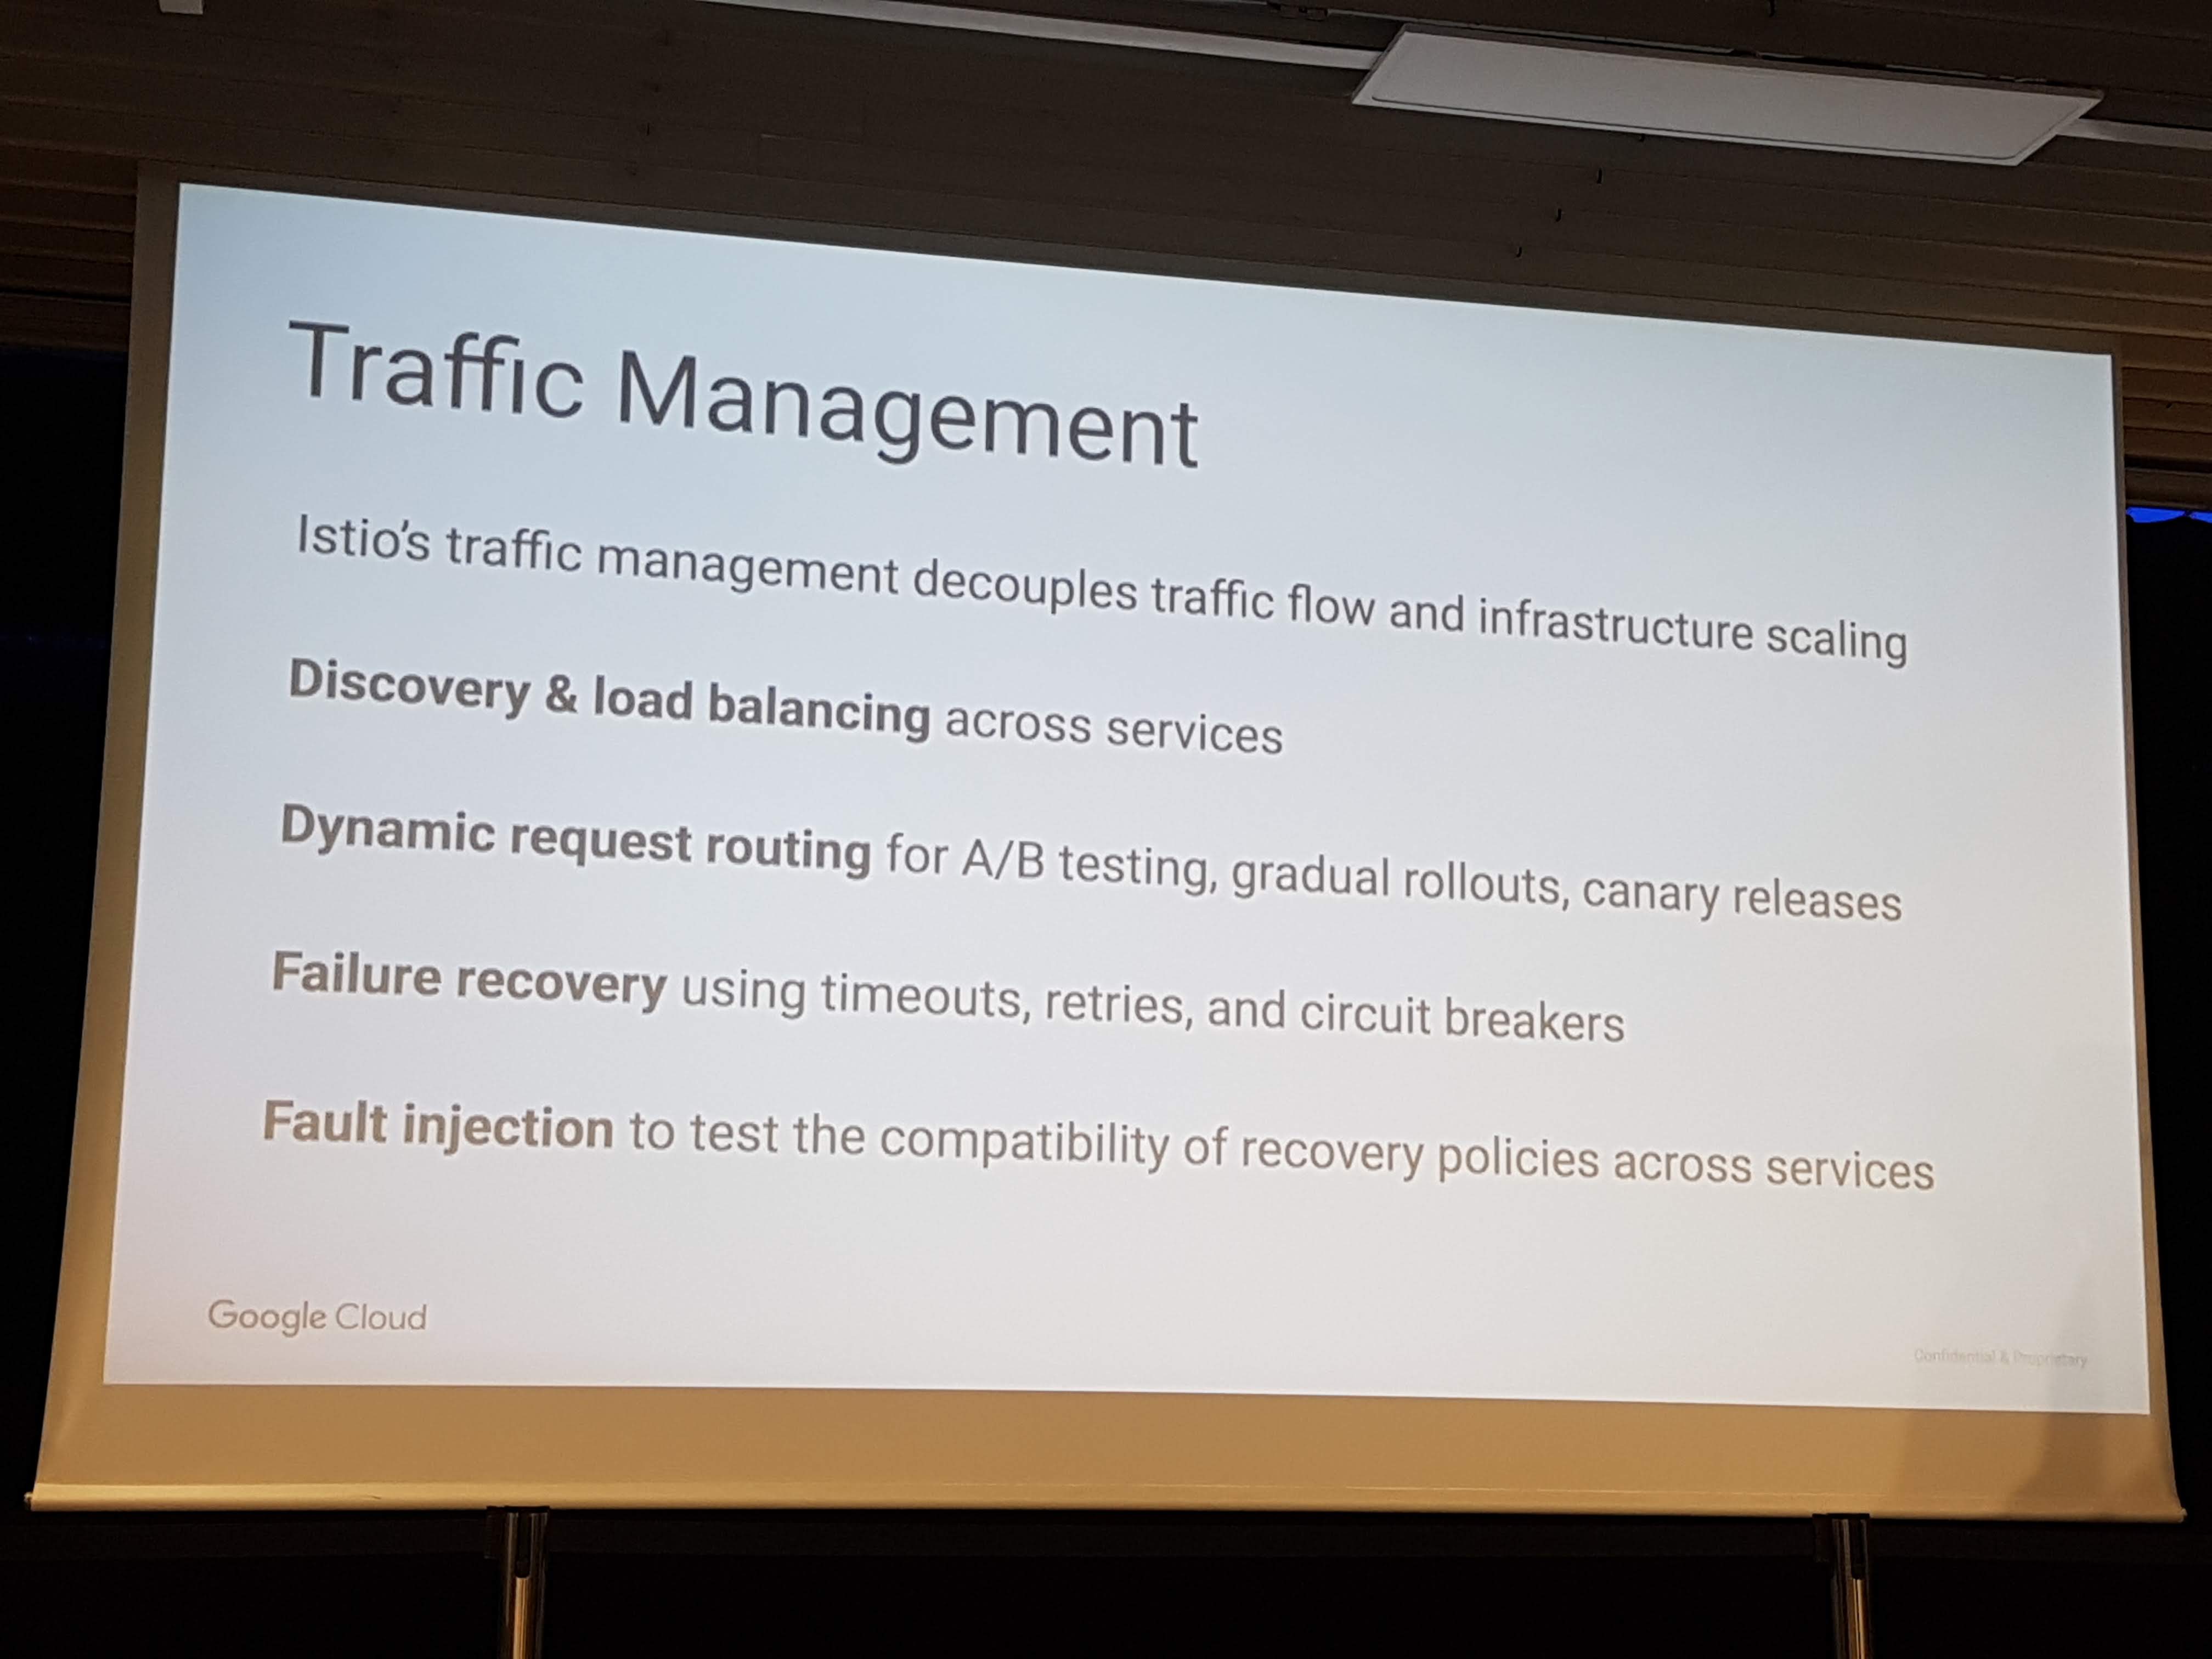 Traffic Management
Istio's traffic management decouples traffic flow and infrastructure scaling
Discovery & load balancing across services
Dynamic request routing for A/B testing, gradual rollouts, canary releases
Failure recovery using timeouts, retries, and circuit breakers
Fault injection to test the compatibility of recovery policies across services
Google Cloud
Confidential & Proprietary